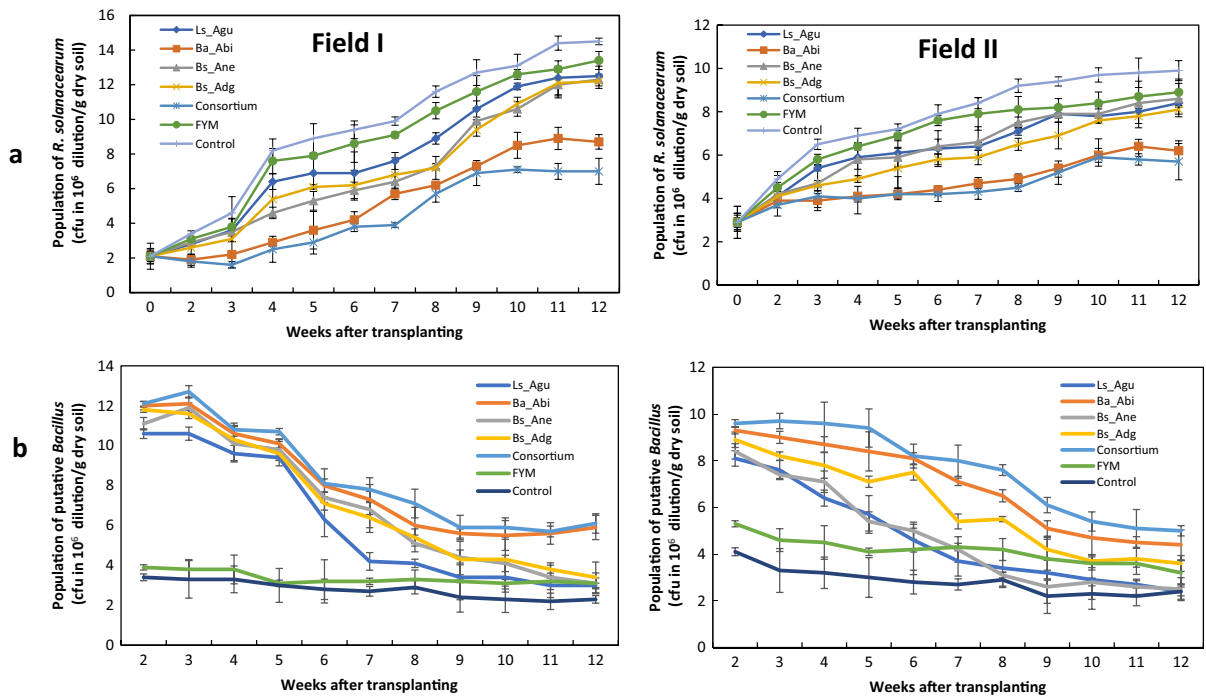 a
Field I
Population of R. solanacearum
(cfu in 10⁶ dilution/g dry soil)
16
14
12
10
8
6
4
2
0
Ls_Agu
Ba_Abi
Bs_Ane
Bs_Adg
Consortium
FYM
Control
0 2 3 4 5 6 7 8 9 10 11 12
Weeks after transplanting
Field II
Population of R. solanacearum
(cfu in 10⁶ dilution/g dry soil)
12
10
8
6
4
2
0
Ls_Agu
Ba_Abi
Bs_Ane
Bs_Adg
Consortium
FYM
Control
0 2 3 4 5 6 7 8 9 10 11 12
Weeks after transplanting
b
Population of putative Bacillus
(cfu in 10⁶ dilution/g dry soil)
14
12
10
8
6
4
2
0
Ls_Agu
Ba_Abi
Bs_Ane
Bs_Adg
Consortium
FYM
Control
2 3 4 5 6 7 8 9 10 11 12
Weeks after transplanting
Population of putative Bacillus
(cfu in 10⁶ dilution/g dry soil)
12
10
8
6
4
2
0
Ls_Agu
Ba_Abi
Bs_Ane
Bs_Adg
Consortium
FYM
Control
2 3 4 5 6 7 8 9 10 11 12
Weeks after transplanting